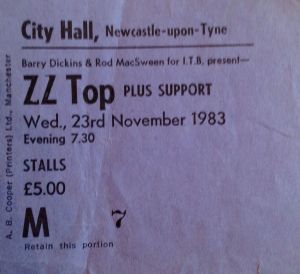 City Hall, Newcastle-upon-Tyne
Barry Dickins & Rod MacSween for I.T.B. present—
ZZ Top PLUS SUPPORT
Wed., 23rd November 1983
Evening 7.30
STALLS
£5.00
M 7
Retain this portion
A. B. Cooper (Printers) Ltd., Manchester